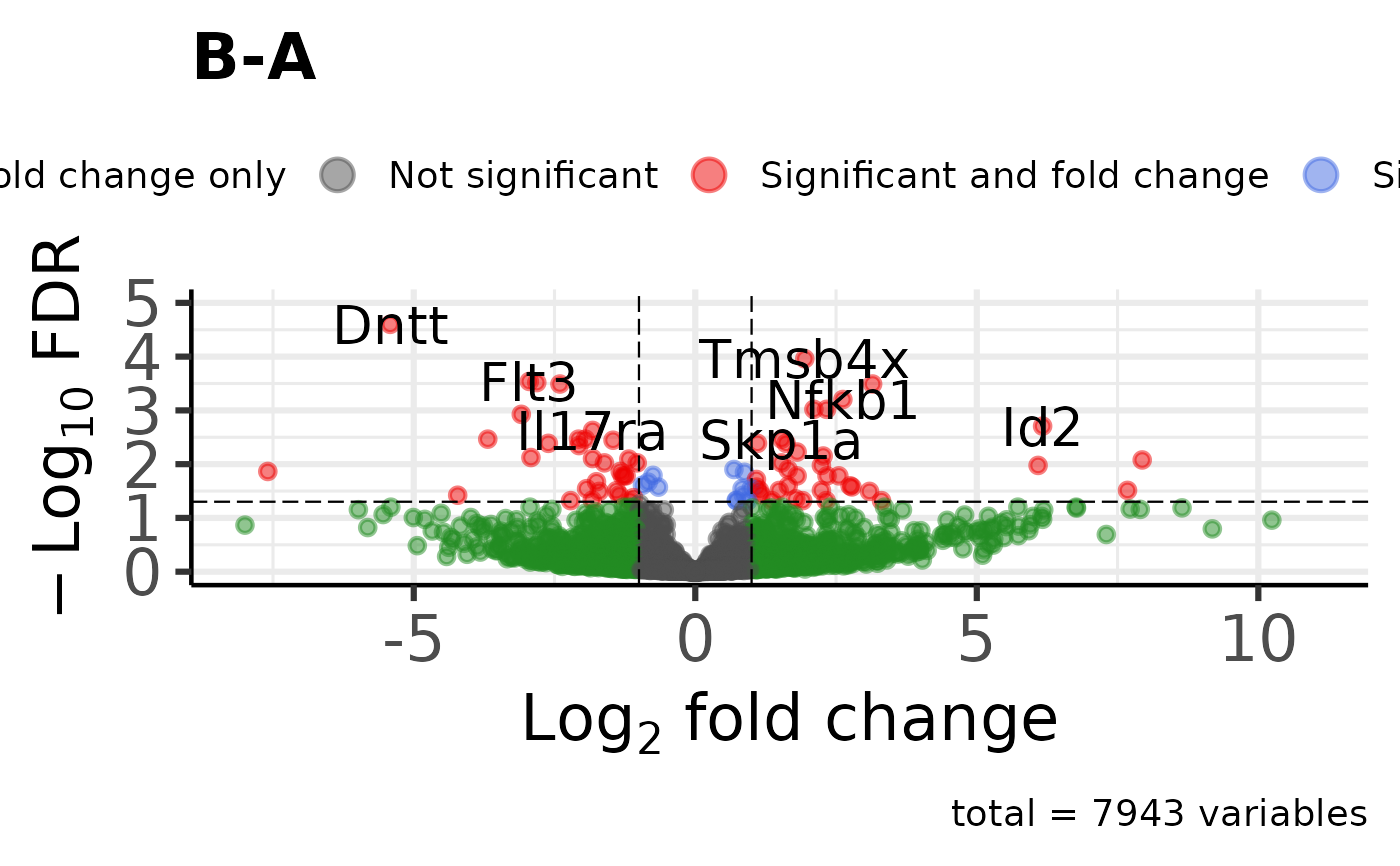 B-A
old change only Not significant Significant and fold change Si
− Log10 FDR
5
4
3
2
1
0
Dntt
Tmsb4x
Flt3
Nfkb1
Il17ra
Skp1a
Id2
-5 0 5 10
Log2 fold change
total = 7943 variables